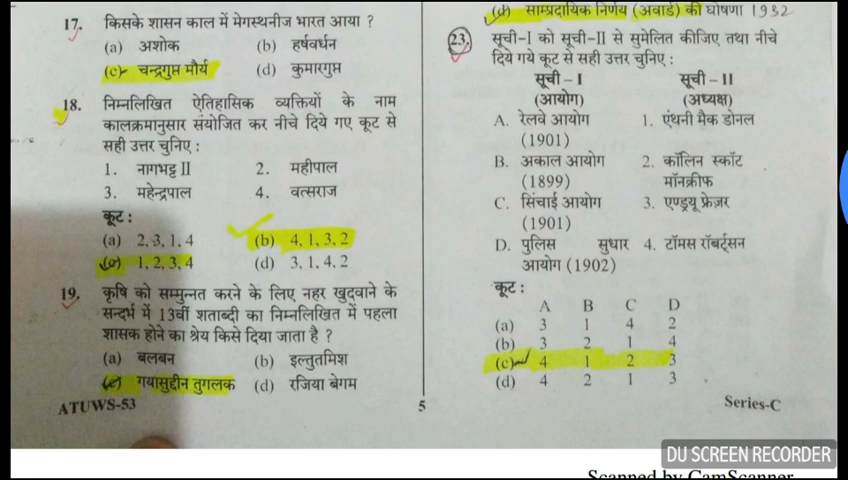 17. किसके शासन काल में मेगस्थनीज भारत आया ?
(a) अशोक (b) हर्षवर्धन
(c) चन्द्रगुप्त मौर्य (d) कुमारगुप्त
18. निम्नलिखित ऐतिहासिक व्यक्तियों के नाम
कालक्रमानुसार संयोजित कर नीचे दिये गए कूट से
सही उत्तर चुनिए :
1. नागभट्ट II 2. महीपाल
3. महेन्द्रपाल 4. वत्सराज
कूट :
(a) 2, 3, 1, 4 (b) 4, 1, 3, 2
(c) 1, 2, 3, 4 (d) 3, 1, 4, 2
19. कृषि को सम्मुन्नत करने के लिए नहर खुदवाने के
सन्दर्भ में 13वीं शताब्दी का निम्नलिखित में पहला
शासक होने का श्रेय किसे दिया जाता है ?
(a) बलबन (b) इल्तुतमिश
(c) गयासुद्दीन तुगलक (d) रजिया बेगम
ATUWS-53
(d) साम्प्रदायिक निर्णय (अवार्ड) की घोषणा 1932
23. सूची-I को सूची-II से सुमेलित कीजिए तथा नीचे
दिये गये कूट से सही उत्तर चुनिए :
सूची – I सूची – II
(आयोग) (अध्यक्ष)
A. रेलवे आयोग 1. एंथनी मैक डोनल
(1901)
B. अकाल आयोग 2. कॉलिन स्कॉट
(1899) मॉनक्रीफ
C. सिंचाई आयोग 3. एण्ड्रयू फ्रेज़र
(1901)
D. पुलिस सुधार 4. टॉमस रॉबर्ट्सन
आयोग (1902)
कूट :
A B C D
(a) 3 1 4 2
(b) 3 2 1 4
(c) 4 1 2 3
(d) 4 2 1 3
5
Series-C
DU SCREEN RECORDER
Scanned by CamScanner